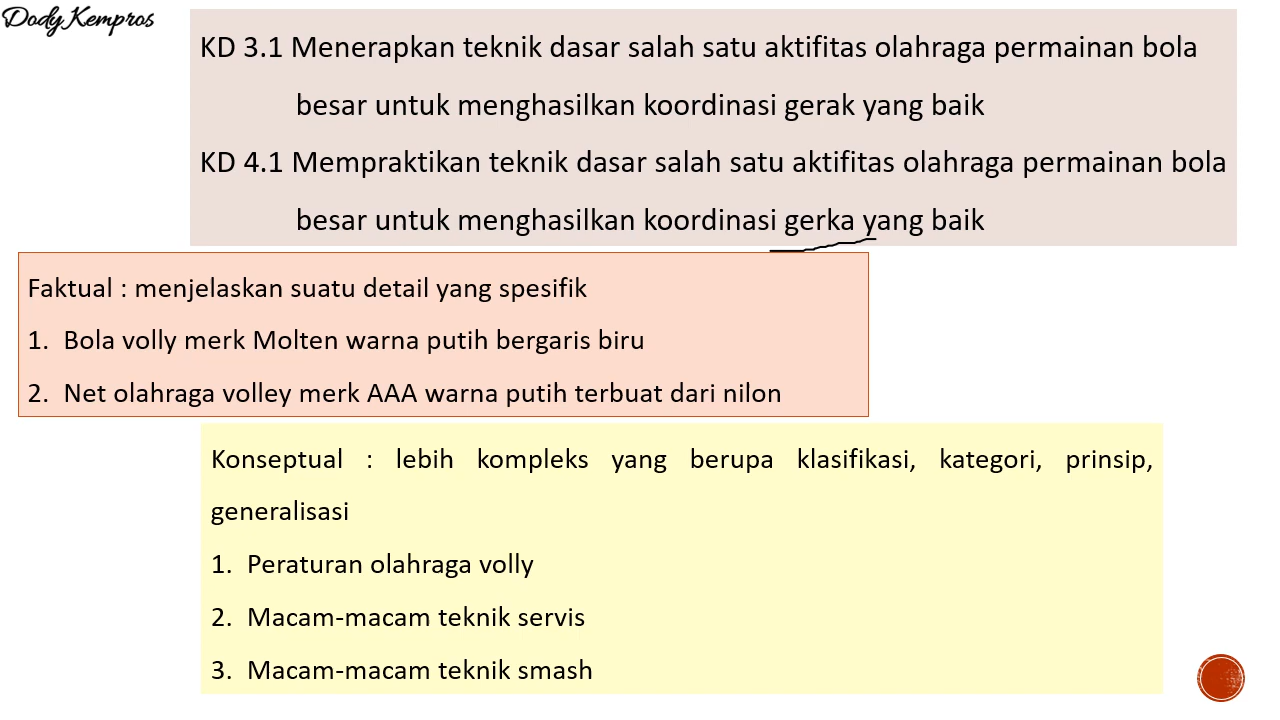 Dody Kempros
KD 3.1 Menerapkan teknik dasar salah satu aktifitas olahraga permainan bola
besar untuk menghasilkan koordinasi gerak yang baik
KD 4.1 Mempraktikan teknik dasar salah satu aktifitas olahraga permainan bola
besar untuk menghasilkan koordinasi gerka yang baik
Faktual : menjelaskan suatu detail yang spesifik
1. Bola volly merk Molten warna putih bergaris biru
2. Net olahraga volley merk AAA warna putih terbuat dari nilon
Konseptual : lebih kompleks yang berupa klasifikasi, kategori, prinsip,
generalisasi
1. Peraturan olahraga volly
2. Macam-macam teknik servis
3. Macam-macam teknik smash